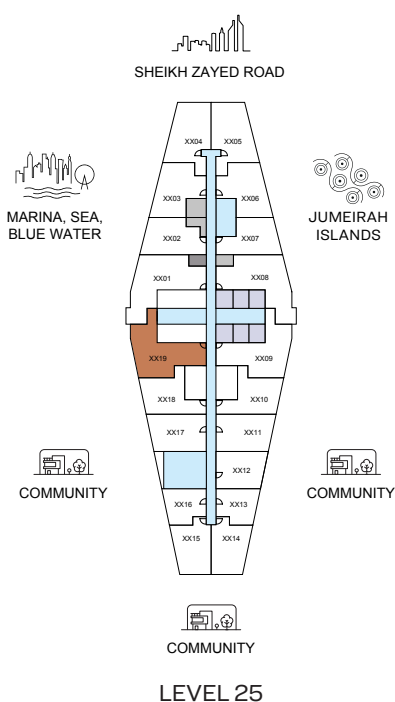 SHEIKH ZAYED ROAD
XX04
XX05
MARINA, SEA,
BLUE WATER
JUMEIRAH
ISLANDS
XX03
XX06
XX02
XX07
XX01
XX08
XX19
XX09
XX18
XX10
XX17
XX11
XX12
COMMUNITY
COMMUNITY
XX16
XX13
XX15
XX14
COMMUNITY
LEVEL 25